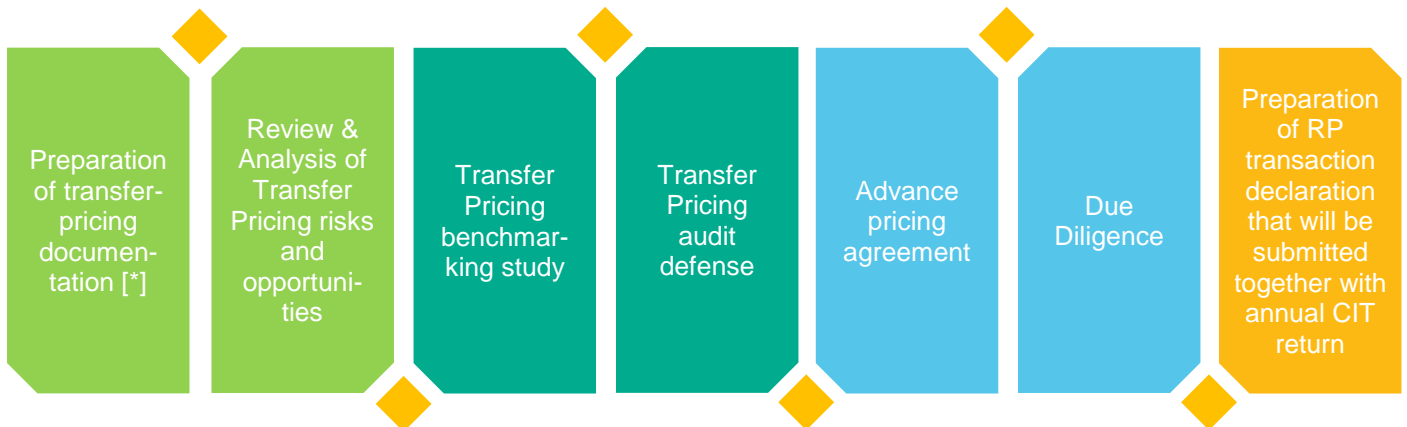 Preparation
of transfer-
pricing
documen-
tation [*]
Review &
Analysis of
Transfer
Pricing risks
and
opportuni-
ties
Transfer
Pricing
benchmar-
king study
Transfer
Pricing
audit
defense
Advance
pricing
agreement
Due
Diligence
Preparation
of RP
transaction
declaration
that will be
submitted
together with
annual CIT
return